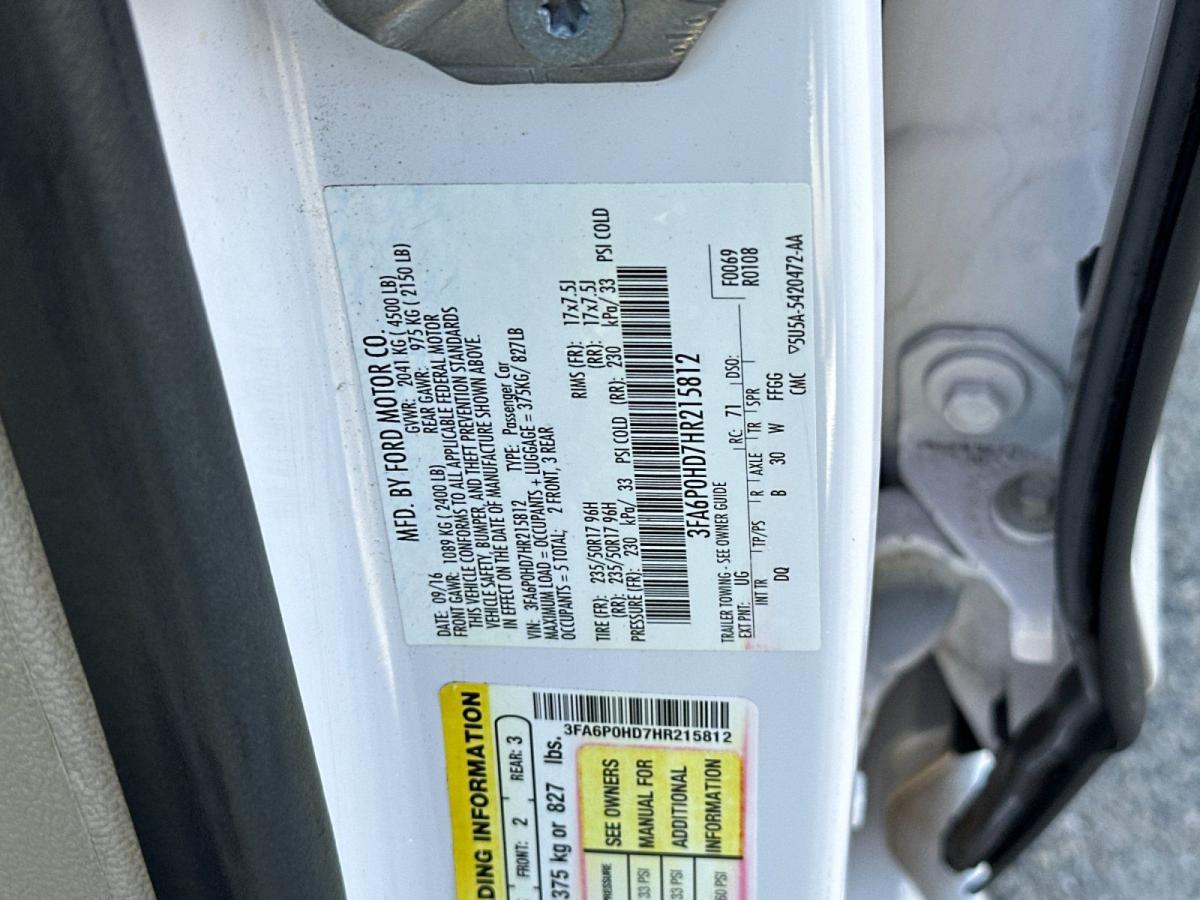 MFD. BY FORD MOTOR CO.
DATE: 09/16 GVWR: 2041 KG ( 4500 LB)
FRONT GAWR: 1089 KG ( 2400 LB) REAR GAWR: 975 KG ( 2150 LB)
THIS VEHICLE CONFORMS TO ALL APPLICABLE FEDERAL MOTOR
VEHICLE SAFETY, BUMPER, AND THEFT PREVENTION STANDARDS
IN EFFECT ON THE DATE OF MANUFACTURE SHOWN ABOVE.
VIN: 3FA6P0HD7HR215812 TYPE: Passenger Car
MAXIMUM LOAD = OCCUPANTS + LUGGAGE = 375KG/ 827LB
OCCUPANTS = 5 TOTAL; 2 FRONT, 3 REAR
TIRE (FR): 235/50R17 96H RIMS (FR): 17x7.5J
(RR): 235/50R17 96H (RR): 17x7.5J
PRESSURE (FR): 230 kPa/ 33 PSI COLD (RR): 230 kPa/ 33 PSI COLD
3FA6P0HD7HR215812
TRAILER TOWING - SEE OWNER GUIDE F0069
EXT PNT: UG RC: 71 DSO: R0108
INT TR TP/PS R AXLE TR SPR
DQ B 30 W FFGG
CMC ▽5U5A-5420472-AA
DING INFORMATION
FRONT: 2 REAR: 3
375 kg or 827 lbs.
3FA6P0HD7HR215812
PRESSURE SEE OWNERS
33 PSI MANUAL FOR
33 PSI ADDITIONAL
60 PSI INFORMATION